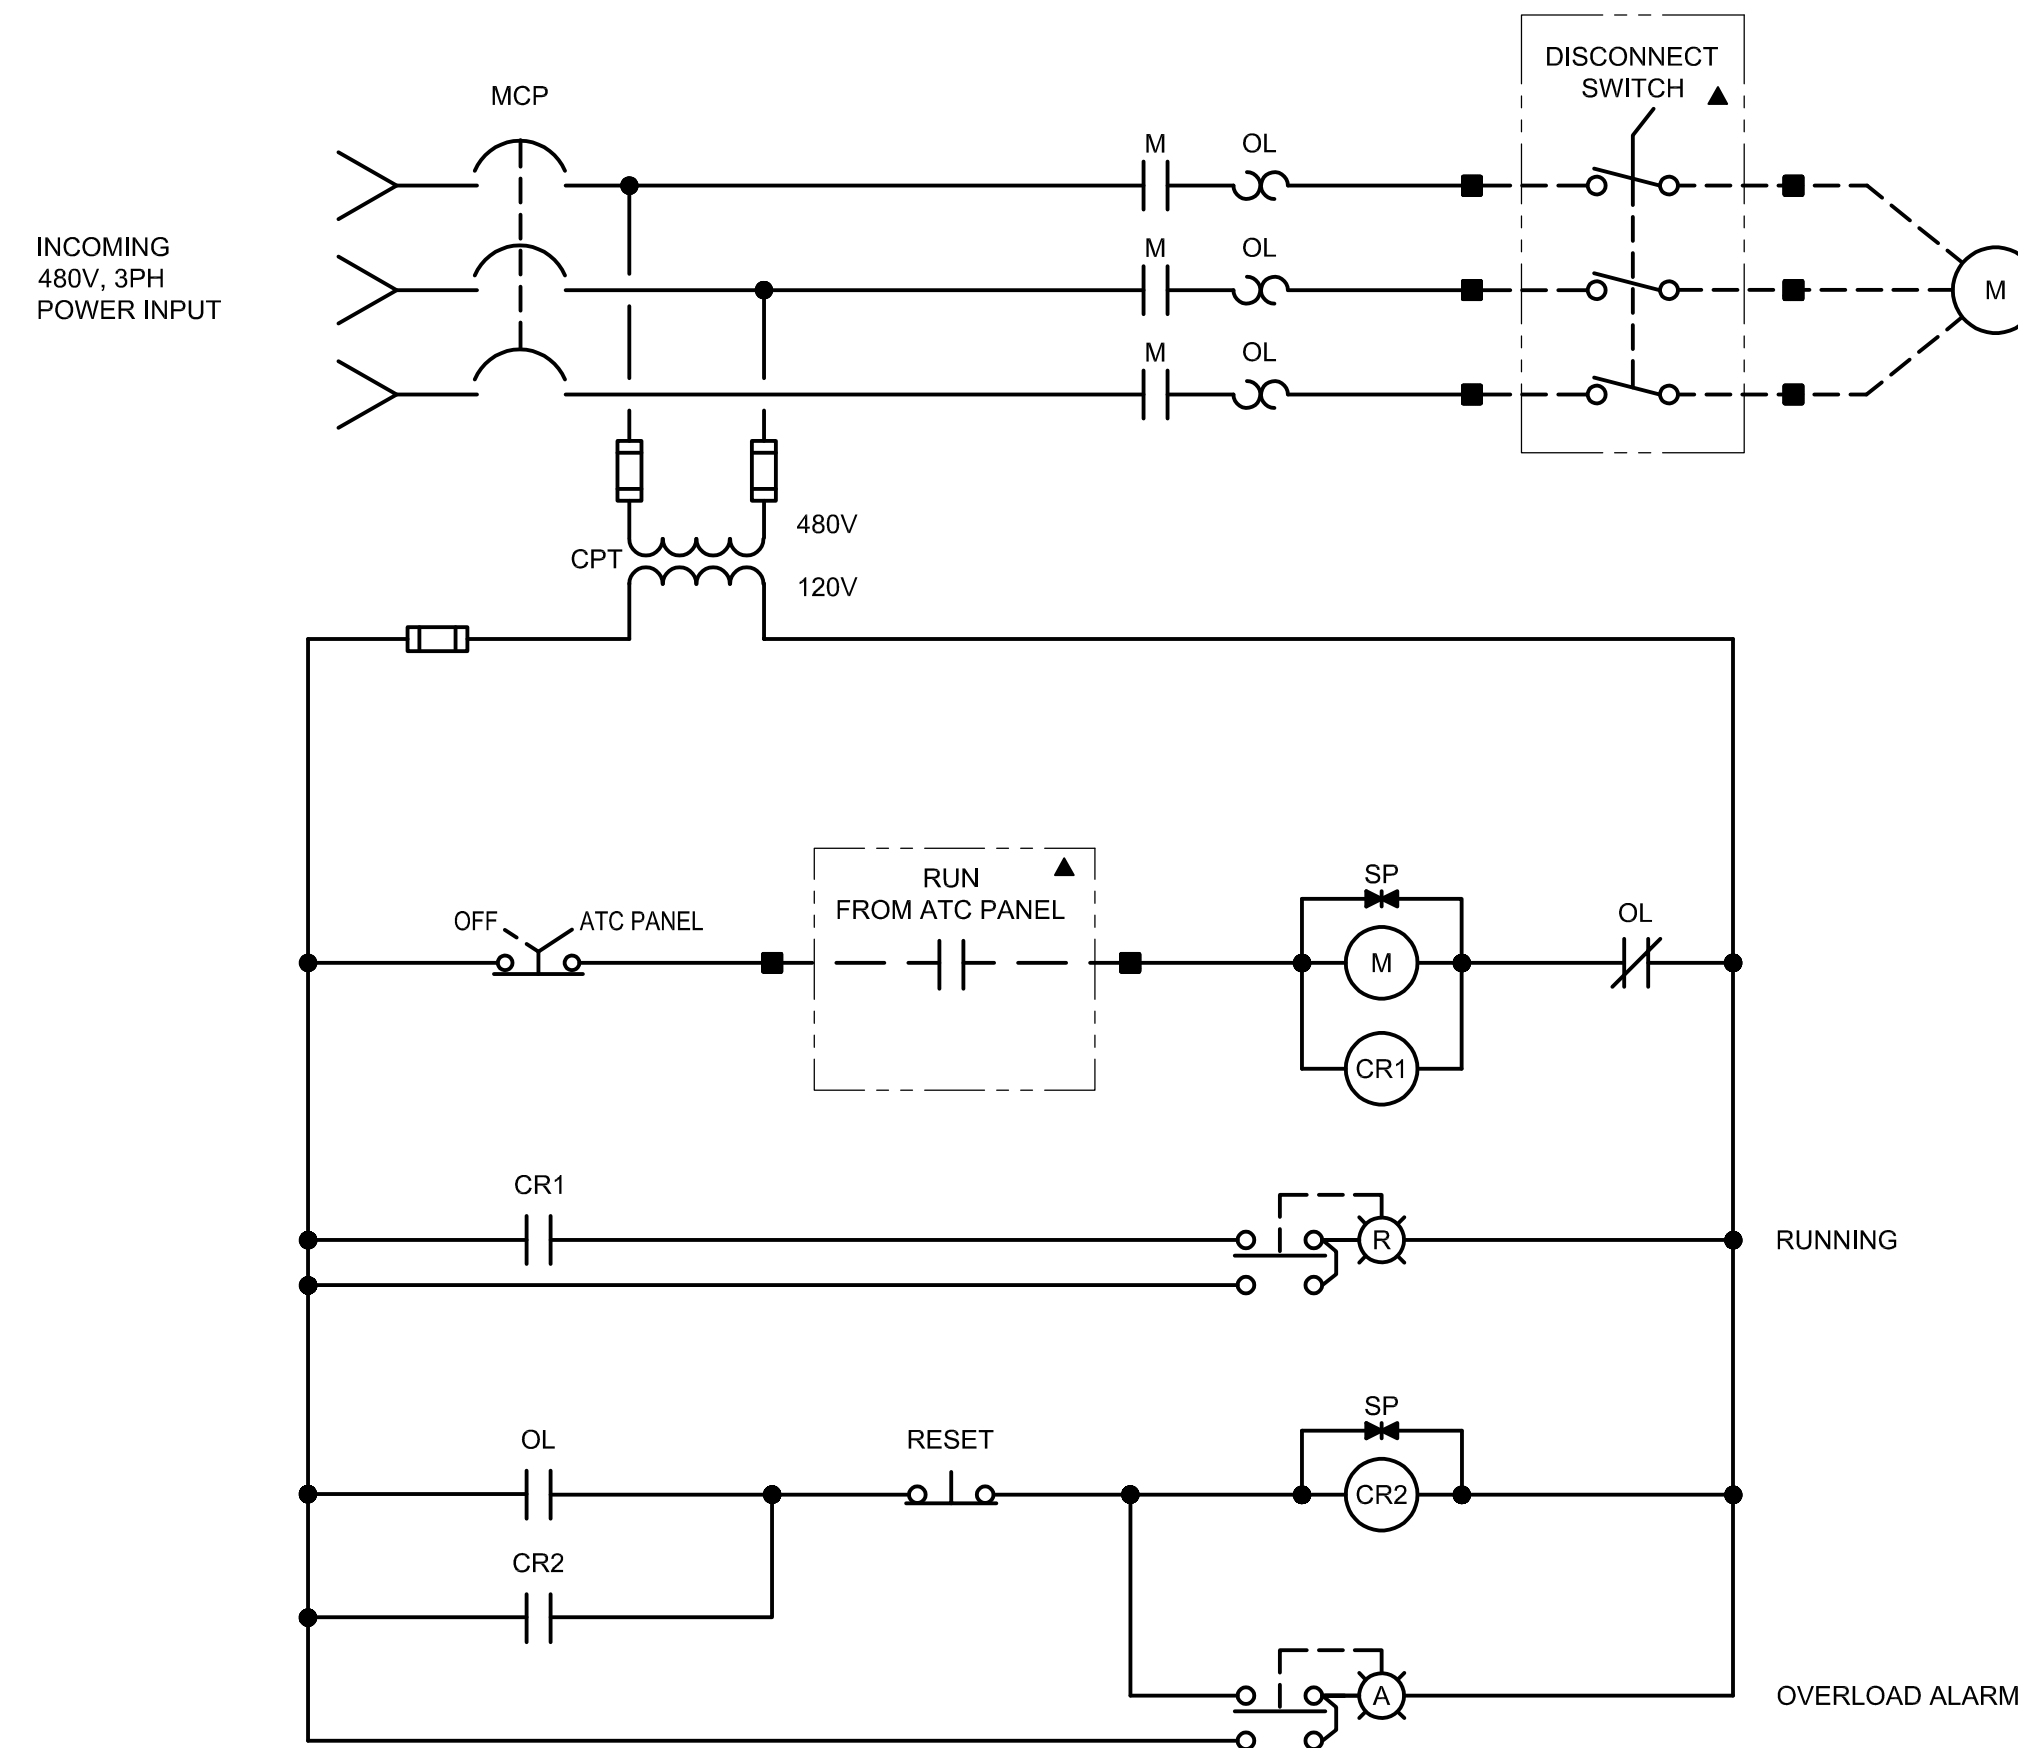 DISCONNECT
SWITCH
MCP
M
OL
INCOMING
480V, 3PH
POWER INPUT
M
OL
M
M
OL
480V
CPT
120V
RUN
FROM ATC PANEL
SP
OFF
ATC PANEL
OL
M
CR1
CR1
R
RUNNING
SP
OL
RESET
CR2
CR2
A
OVERLOAD ALARM